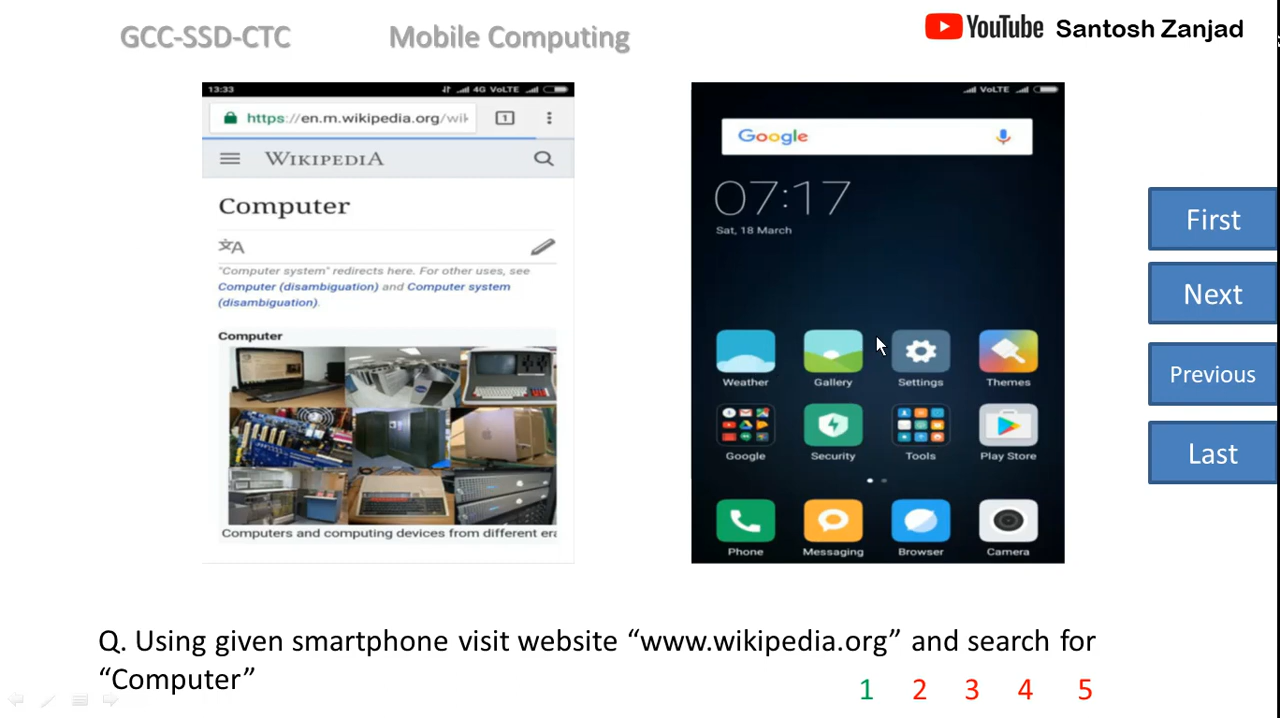 GCC-SSD-CTC Mobile Computing
YouTube Santosh Zanjad
13:33 4G VoLTE
https://en.m.wikipedia.org/wik
1
WIKIPEDIA
Computer
文A
"Computer system" redirects here. For other uses, see
Computer (disambiguation) and Computer system
(disambiguation).
Computer
Computers and computing devices from different era
VoLTE
Google
07:17
Sat, 18 March
Weather Gallery Settings Themes
Google Security Tools Play Store
Phone Messaging Browser Camera
First
Next
Previous
Last
Q. Using given smartphone visit website “www.wikipedia.org” and search for
“Computer”
1 2 3 4 5